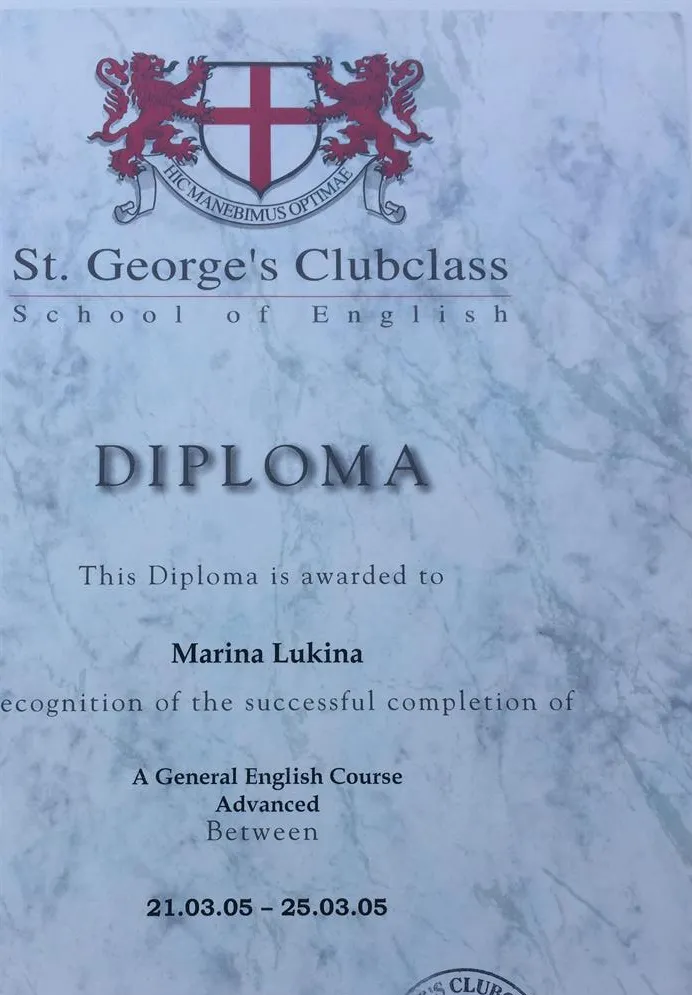 HIC MANEBIMUS OPTIMAE
St. George's Clubclass
School of English
DIPLOMA
This Diploma is awarded to
Marina Lukina
ecognition of the successful completion of
A General English Course
Advanced
Between
21.03.05 – 25.03.05
'S CLUB